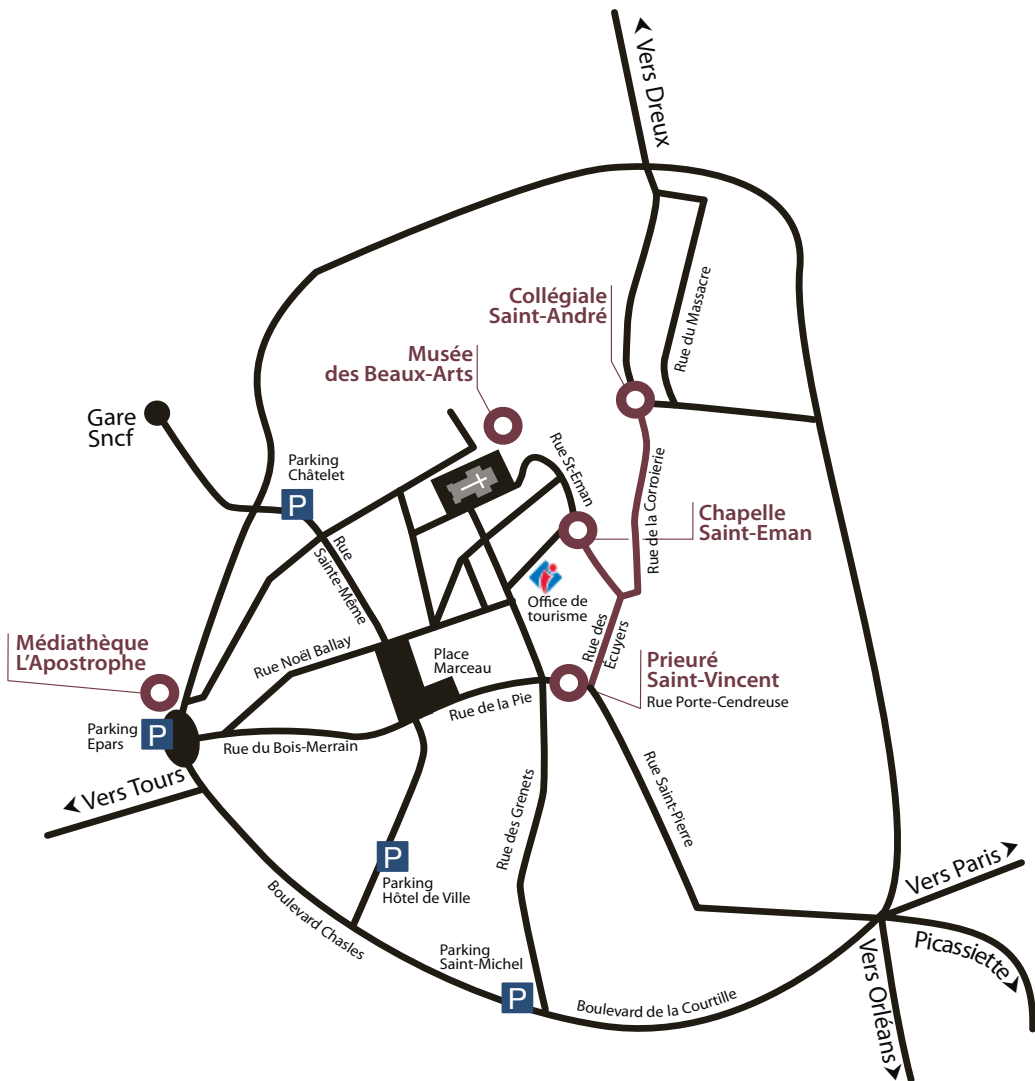 Vers Dreux
Collégiale
Saint-André
Rue du Massacre
Musée
des Beaux-Arts
Gare
Sncf
Parking
Châtelet
P
Rue St-Eman
Rue de la Corroierie
Chapelle
Saint-Eman
Rue
Sainte-Même
Office de
tourisme
Rue des
Écuyers
Médiathèque
L'Apostrophe
Rue Noël Ballay
Place
Marceau
Prieuré
Saint-Vincent
Rue Porte-Cendreuse
Rue de la Pie
Parking
Epars
P
Rue du Bois-Merrain
Vers Tours
Rue Saint-Pierre
Rue des Grenets
P
Parking
Hôtel de Ville
Boulevard Chasles
Parking
Saint-Michel
P
Boulevard de la Courtille
Vers Paris
Picassiette
Vers Orléans